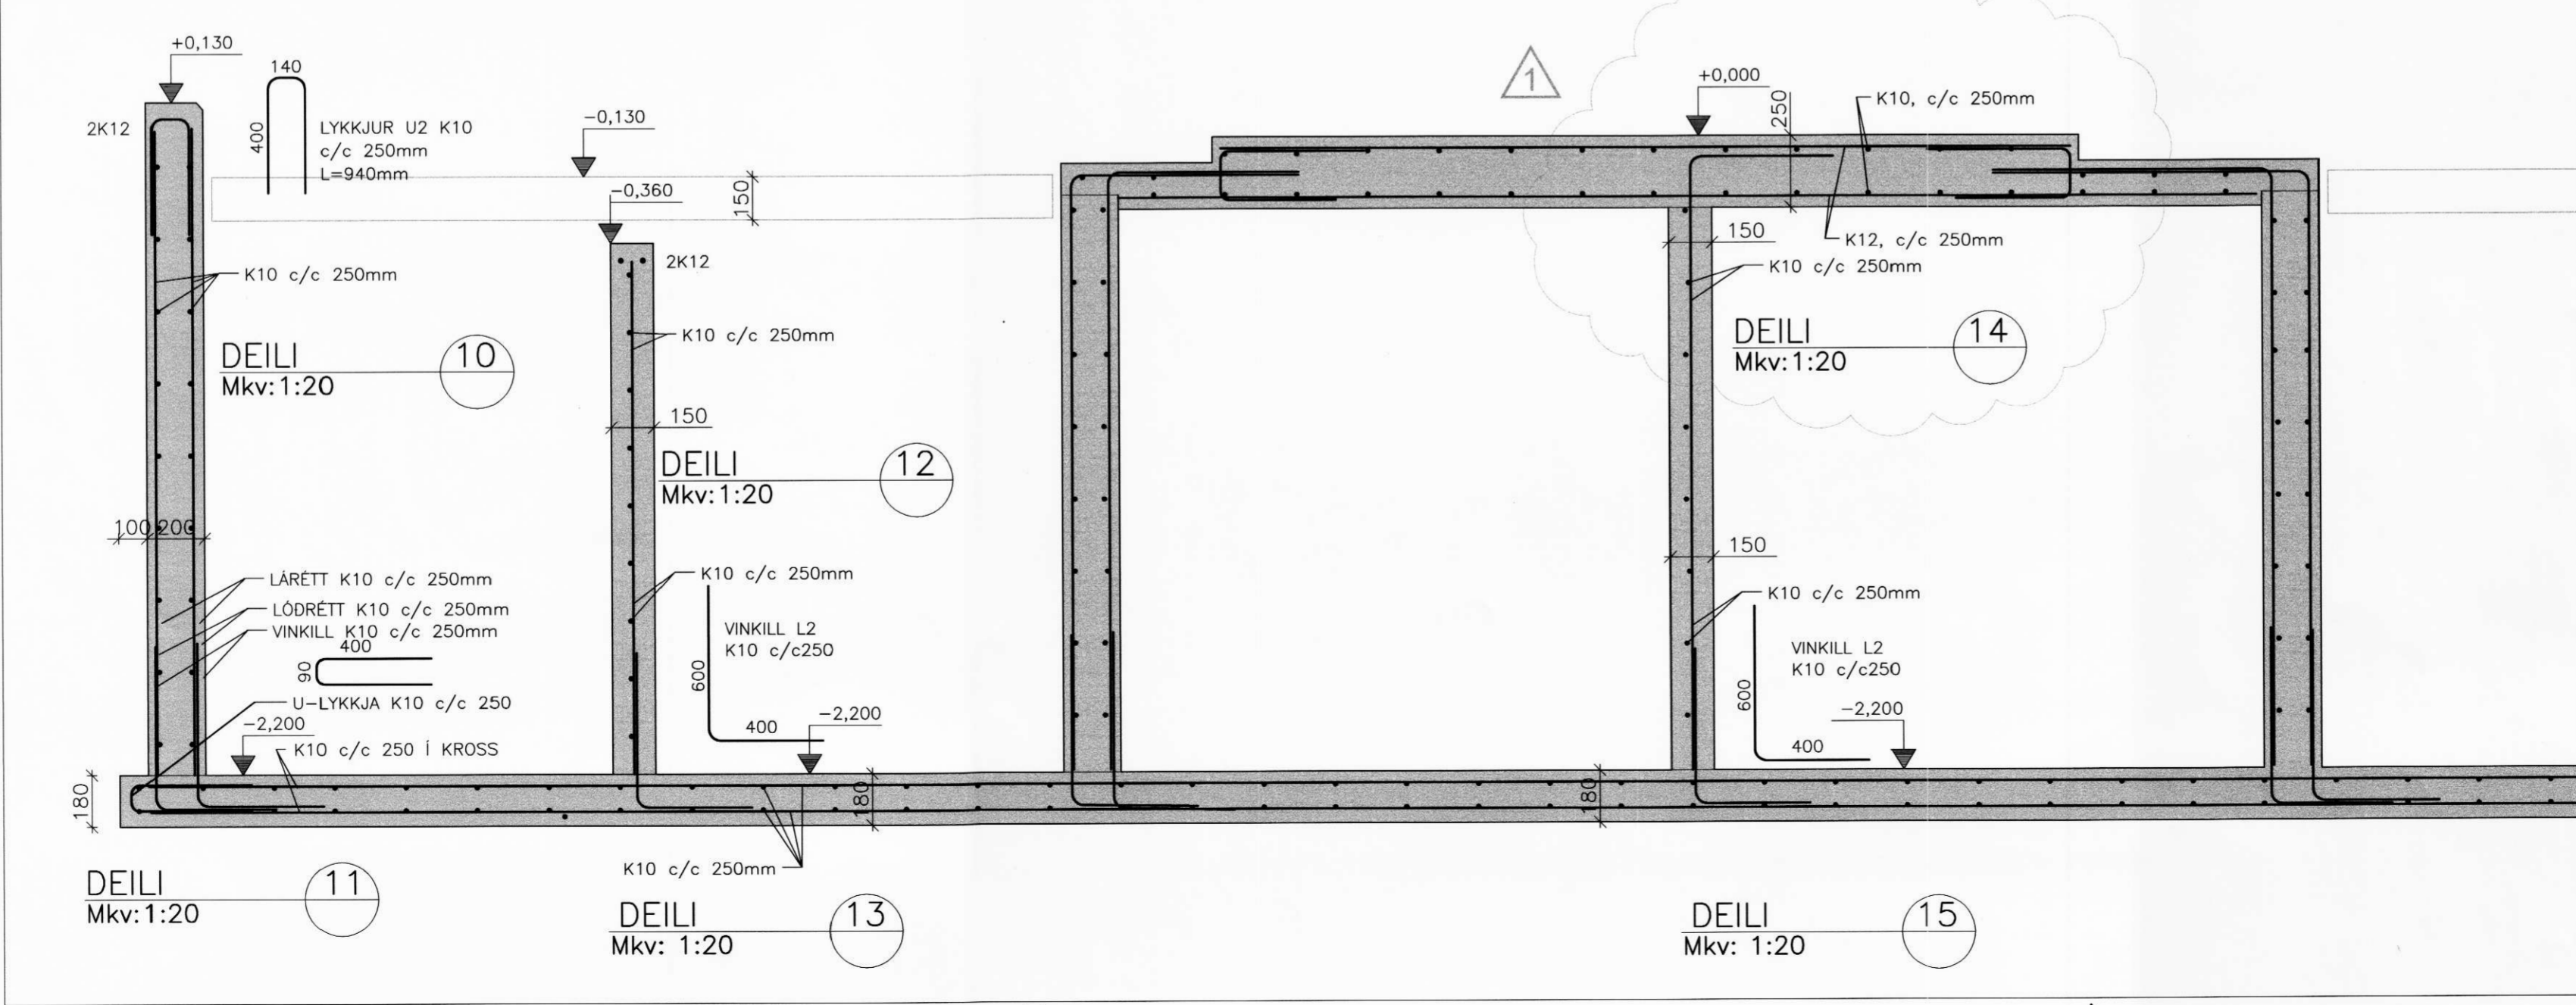 +0,130
140
2K12
400
LYKKJUR U2 K10
c/c 250mm
L=940mm
-0,130
-0,360
150
K10 c/c 250mm
DEILI
10
Mkv:1:20
2K12
K10 c/c 250mm
150
DEILI
12
Mkv:1:20
100
200
LÁRÉTT K10 c/c 250mm
LÓÐRÉTT K10 c/c 250mm
VINKILL K10 c/c 250mm
400
90
U-LYKKJA K10 c/c 250
-2,200
K10 c/c 250 Í KROSS
180
DEILI
11
Mkv:1:20
K10 c/c 250mm
VINKILL L2
K10 c/c250
600
400
-2,200
180
K10 c/c 250mm
DEILI
13
Mkv: 1:20
1
+0,000
250
K10, c/c 250mm
150
K12, c/c 250mm
K10 c/c 250mm
DEILI
14
Mkv:1:20
150
K10 c/c 250mm
VINKILL L2
K10 c/c250
600
-2,200
400
180
DEILI
15
Mkv: 1:20